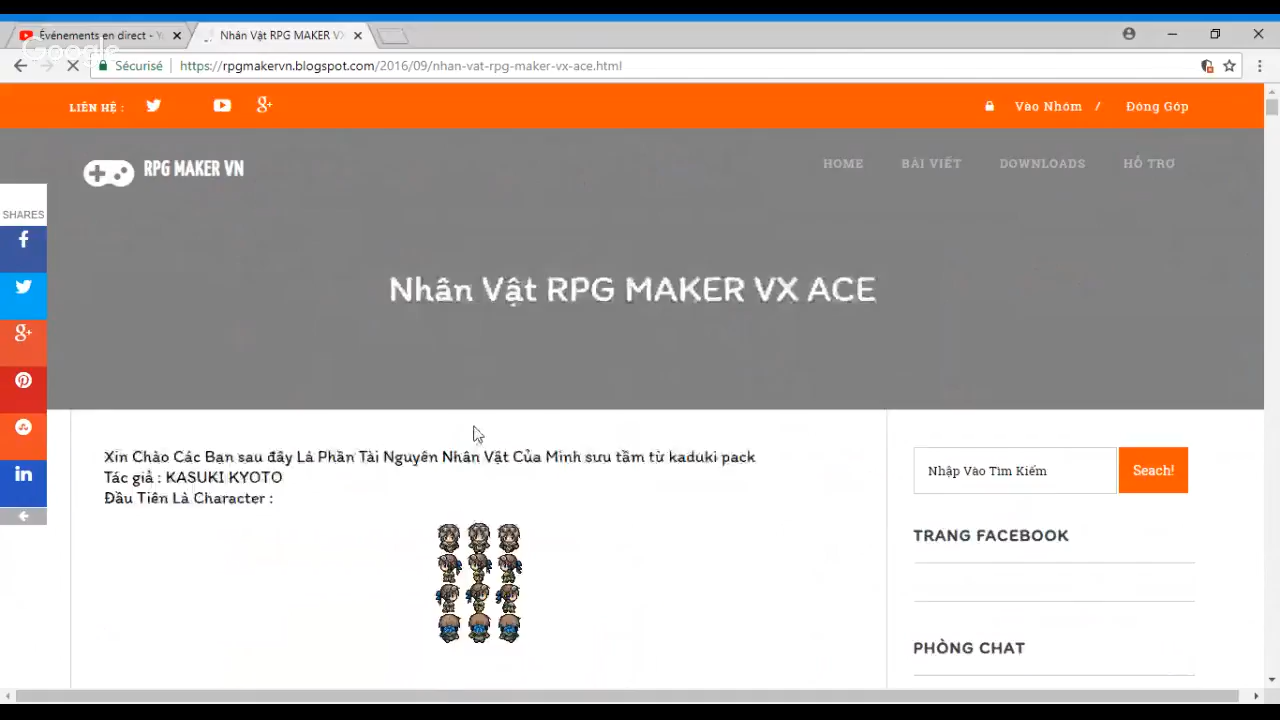 Événements en direct - Y
Nhân Vật RPG MAKER VX
Google
Sécurisé
https://rpgmakervn.blogspot.com/2016/09/nhan-vat-rpg-maker-vx-ace.html
LIÊN HỆ :
Vào Nhóm / Đóng Góp
RPG MAKER VN
HOME BÀI VIẾT DOWNLOADS HỖ TRỢ
SHARES
Nhân Vật RPG MAKER VX ACE
Xin Chào Các Bạn sau đây Là Phần Tài Nguyên Nhân Vật Của Mình sưu tầm từ kaduki pack
Tác giả : KASUKI KYOTO
Đầu Tiên Là Character :
Nhập Vào Tìm Kiếm
Seach!
TRANG FACEBOOK
PHÒNG CHAT